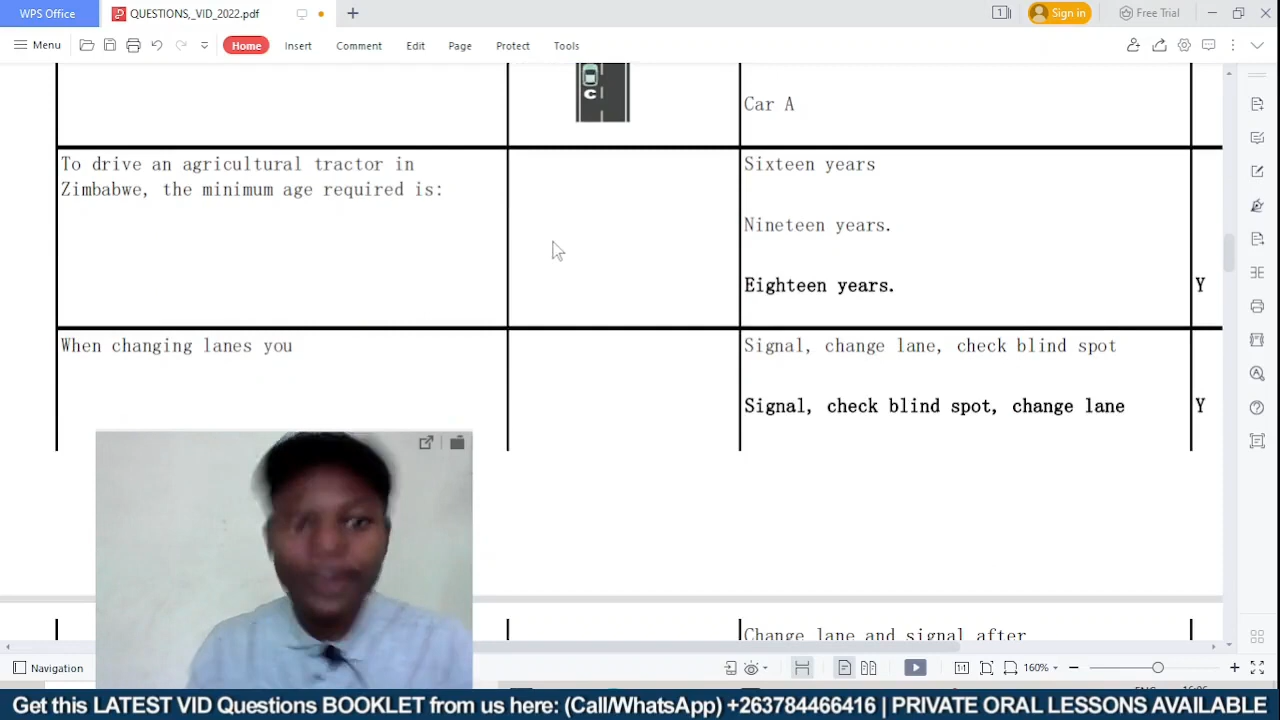 WPS Office
QUESTIONS,_VID_2022.pdf
Sign in
Free Trial
Menu
Home
Insert
Comment
Edit
Page
Protect
Tools
C
Car A
To drive an agricultural tractor in
Zimbabwe, the minimum age required is:
Sixteen years
Nineteen years.
Eighteen years.
Y
When changing lanes you
Signal, change lane, check blind spot
Signal, check blind spot, change lane
Y
Change lane and signal after
Navigation
160%
Get this LATEST VID Questions BOOKLET from us here: (Call/WhatsApp) +263784466416 | PRIVATE ORAL LESSONS AVAILABLE